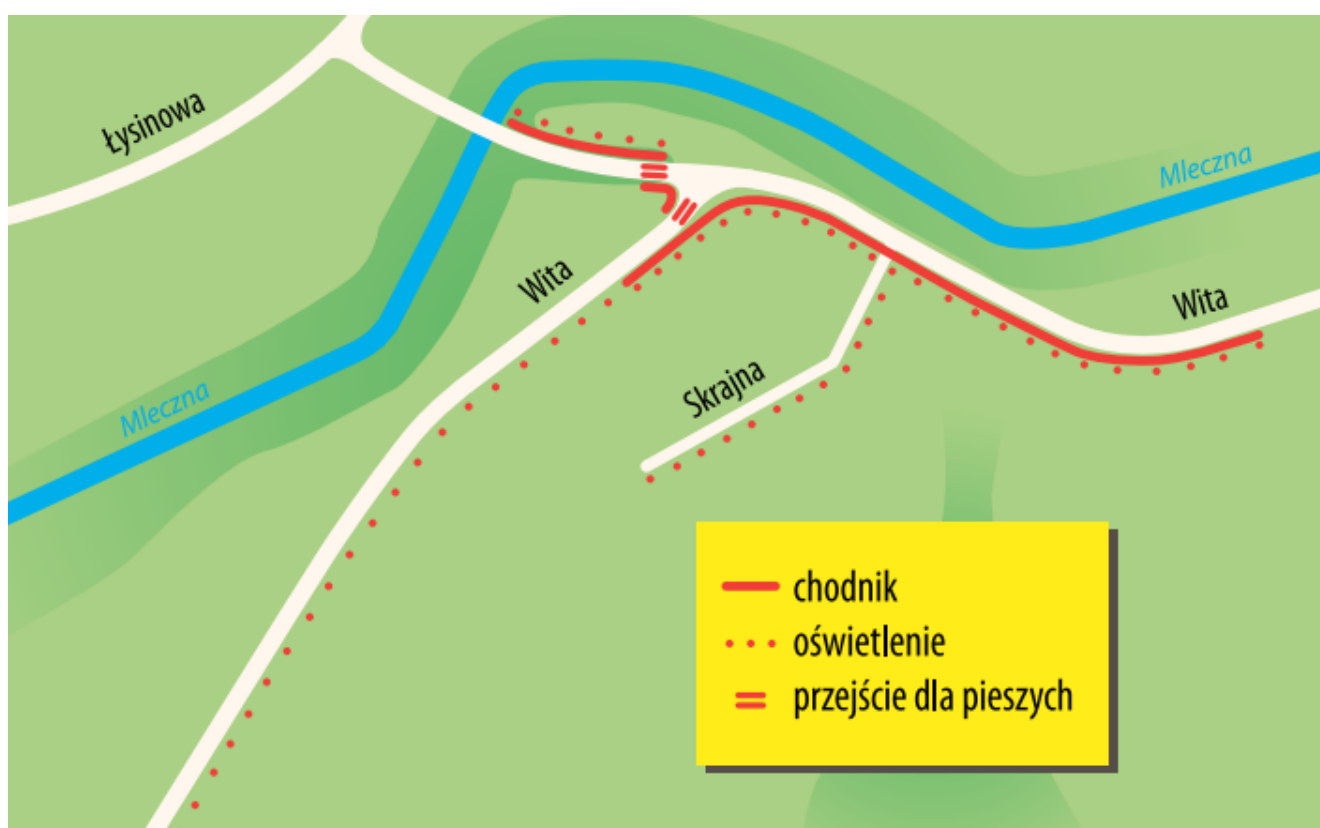 Łysinowa
Mleczna
Wita
Wita
Skrajna
Mleczna
chodnik
oświetlenie
przejście dla pieszych